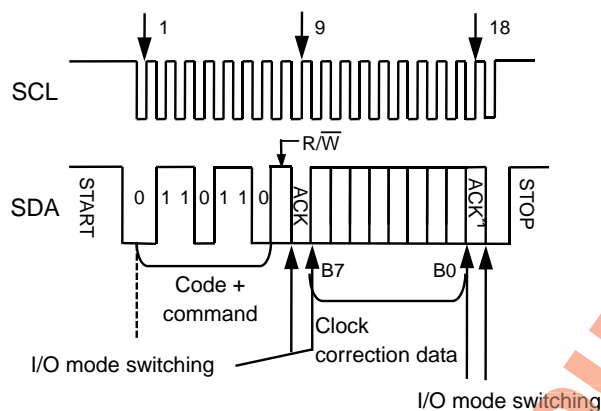 1
9
18
SCL
R/W
SDA
START
0 1 1 0 1 1 0
ACK
ACK*1
STOP
B7
B0
Code +
command
Clock
correction data
I/O mode switching
I/O mode switching